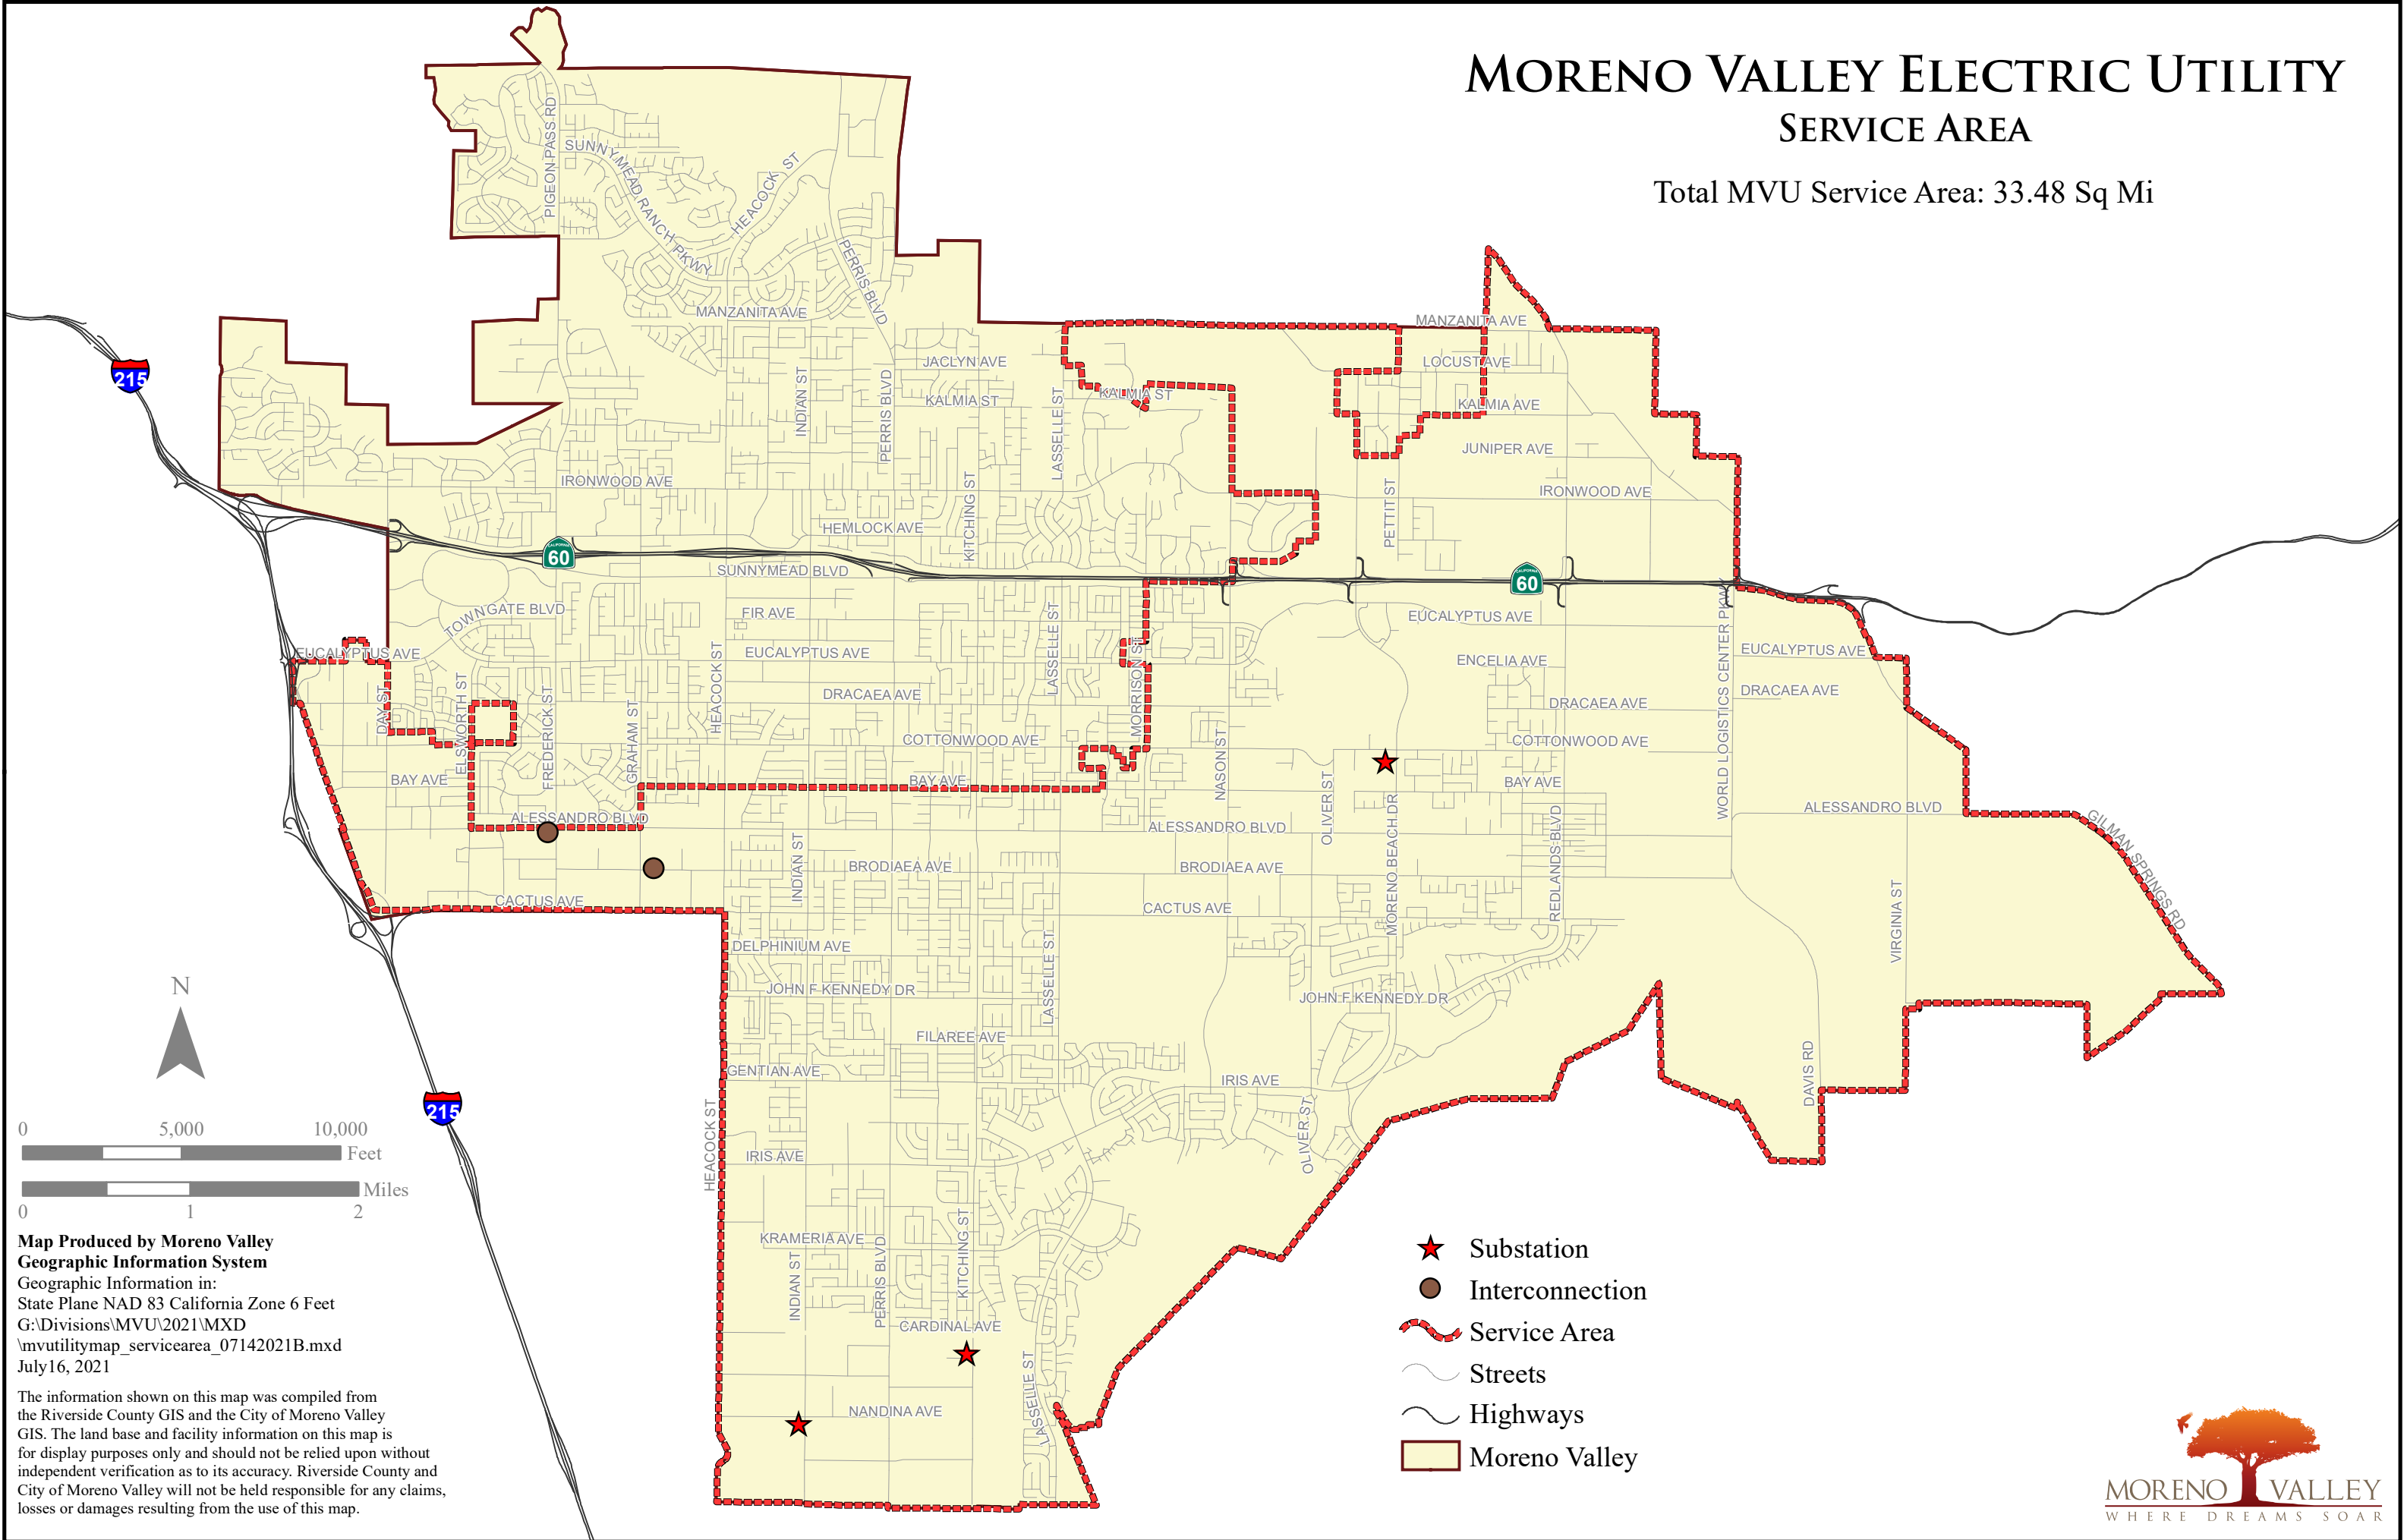 MORENO VALLEY ELECTRIC UTILITY
SERVICE AREA
Total MVU Service Area: 33.48 Sq Mi
PIGEON PASS RD
SUNNYMEAD RANCH PKWY
HEACOCK ST
PERRIS BLVD
MANZANITA AVE
MANZANITA AVE
215
JACLYN AVE
LOCUST AVE
INDIAN ST
PERRIS BLVD
KALMIA ST
LASSELLE ST
KALMIA ST
KALMIA AVE
JUNIPER AVE
IRONWOOD AVE
KITCHING ST
PETTIT ST
IRONWOOD AVE
HEMLOCK AVE
CALIFORNIA
60
SUNNYMEAD BLVD
CALIFORNIA
60
TOWNGATE BLVD
FIR AVE
EUCALYPTUS AVE
EUCALYPTUS AVE
HEACOCK ST
EUCALYPTUS AVE
LASSELLE ST
MORRISON ST
ENCELIA AVE
WORLD LOGISTICS CENTER PKWY
EUCALYPTUS AVE
DAY ST
ELSWORTH ST
FREDERICK ST
GRAHAM ST
DRACAEA AVE
DRACAEA AVE
DRACAEA AVE
COTTONWOOD AVE
NASON ST
COTTONWOOD AVE
BAY AVE
BAY AVE
OLIVER ST
BAY AVE
ALESSANDRO BLVD
ALESSANDRO BLVD
ALESSANDRO BLVD
GILMAN SPRINGS RD
INDIAN ST
BRODIAEA AVE
BRODIAEA AVE
MORENO BEACH DR
REDLANDS BLVD
VIRGINIA ST
CACTUS AVE
CACTUS AVE
DELPHINIUM AVE
LASSELLE ST
JOHN F KENNEDY DR
JOHN F KENNEDY DR
FILAREE AVE
GENTIAN AVE
IRIS AVE
DAVIS RD
215
HEACOCK ST
IRIS AVE
OLIVER ST
KRAMERIA AVE
INDIAN ST
PERRIS BLVD
KITCHING ST
CARDINAL AVE
LASSELLE ST
NANDINA AVE
N
0 5,000 10,000
Feet
Miles
0 1 2
Map Produced by Moreno Valley
Geographic Information System
Geographic Information in:
State Plane NAD 83 California Zone 6 Feet
G:\Divisions\MVU\2021\MXD
\mvutilitymap_servicearea_07142021B.mxd
July16, 2021
The information shown on this map was compiled from
the Riverside County GIS and the City of Moreno Valley
GIS. The land base and facility information on this map is
for display purposes only and should not be relied upon without
independent verification as to its accuracy. Riverside County and
City of Moreno Valley will not be held responsible for any claims,
losses or damages resulting from the use of this map.
Substation
Interconnection
Service Area
Streets
Highways
Moreno Valley
MORENO VALLEY
WHERE DREAMS SOAR